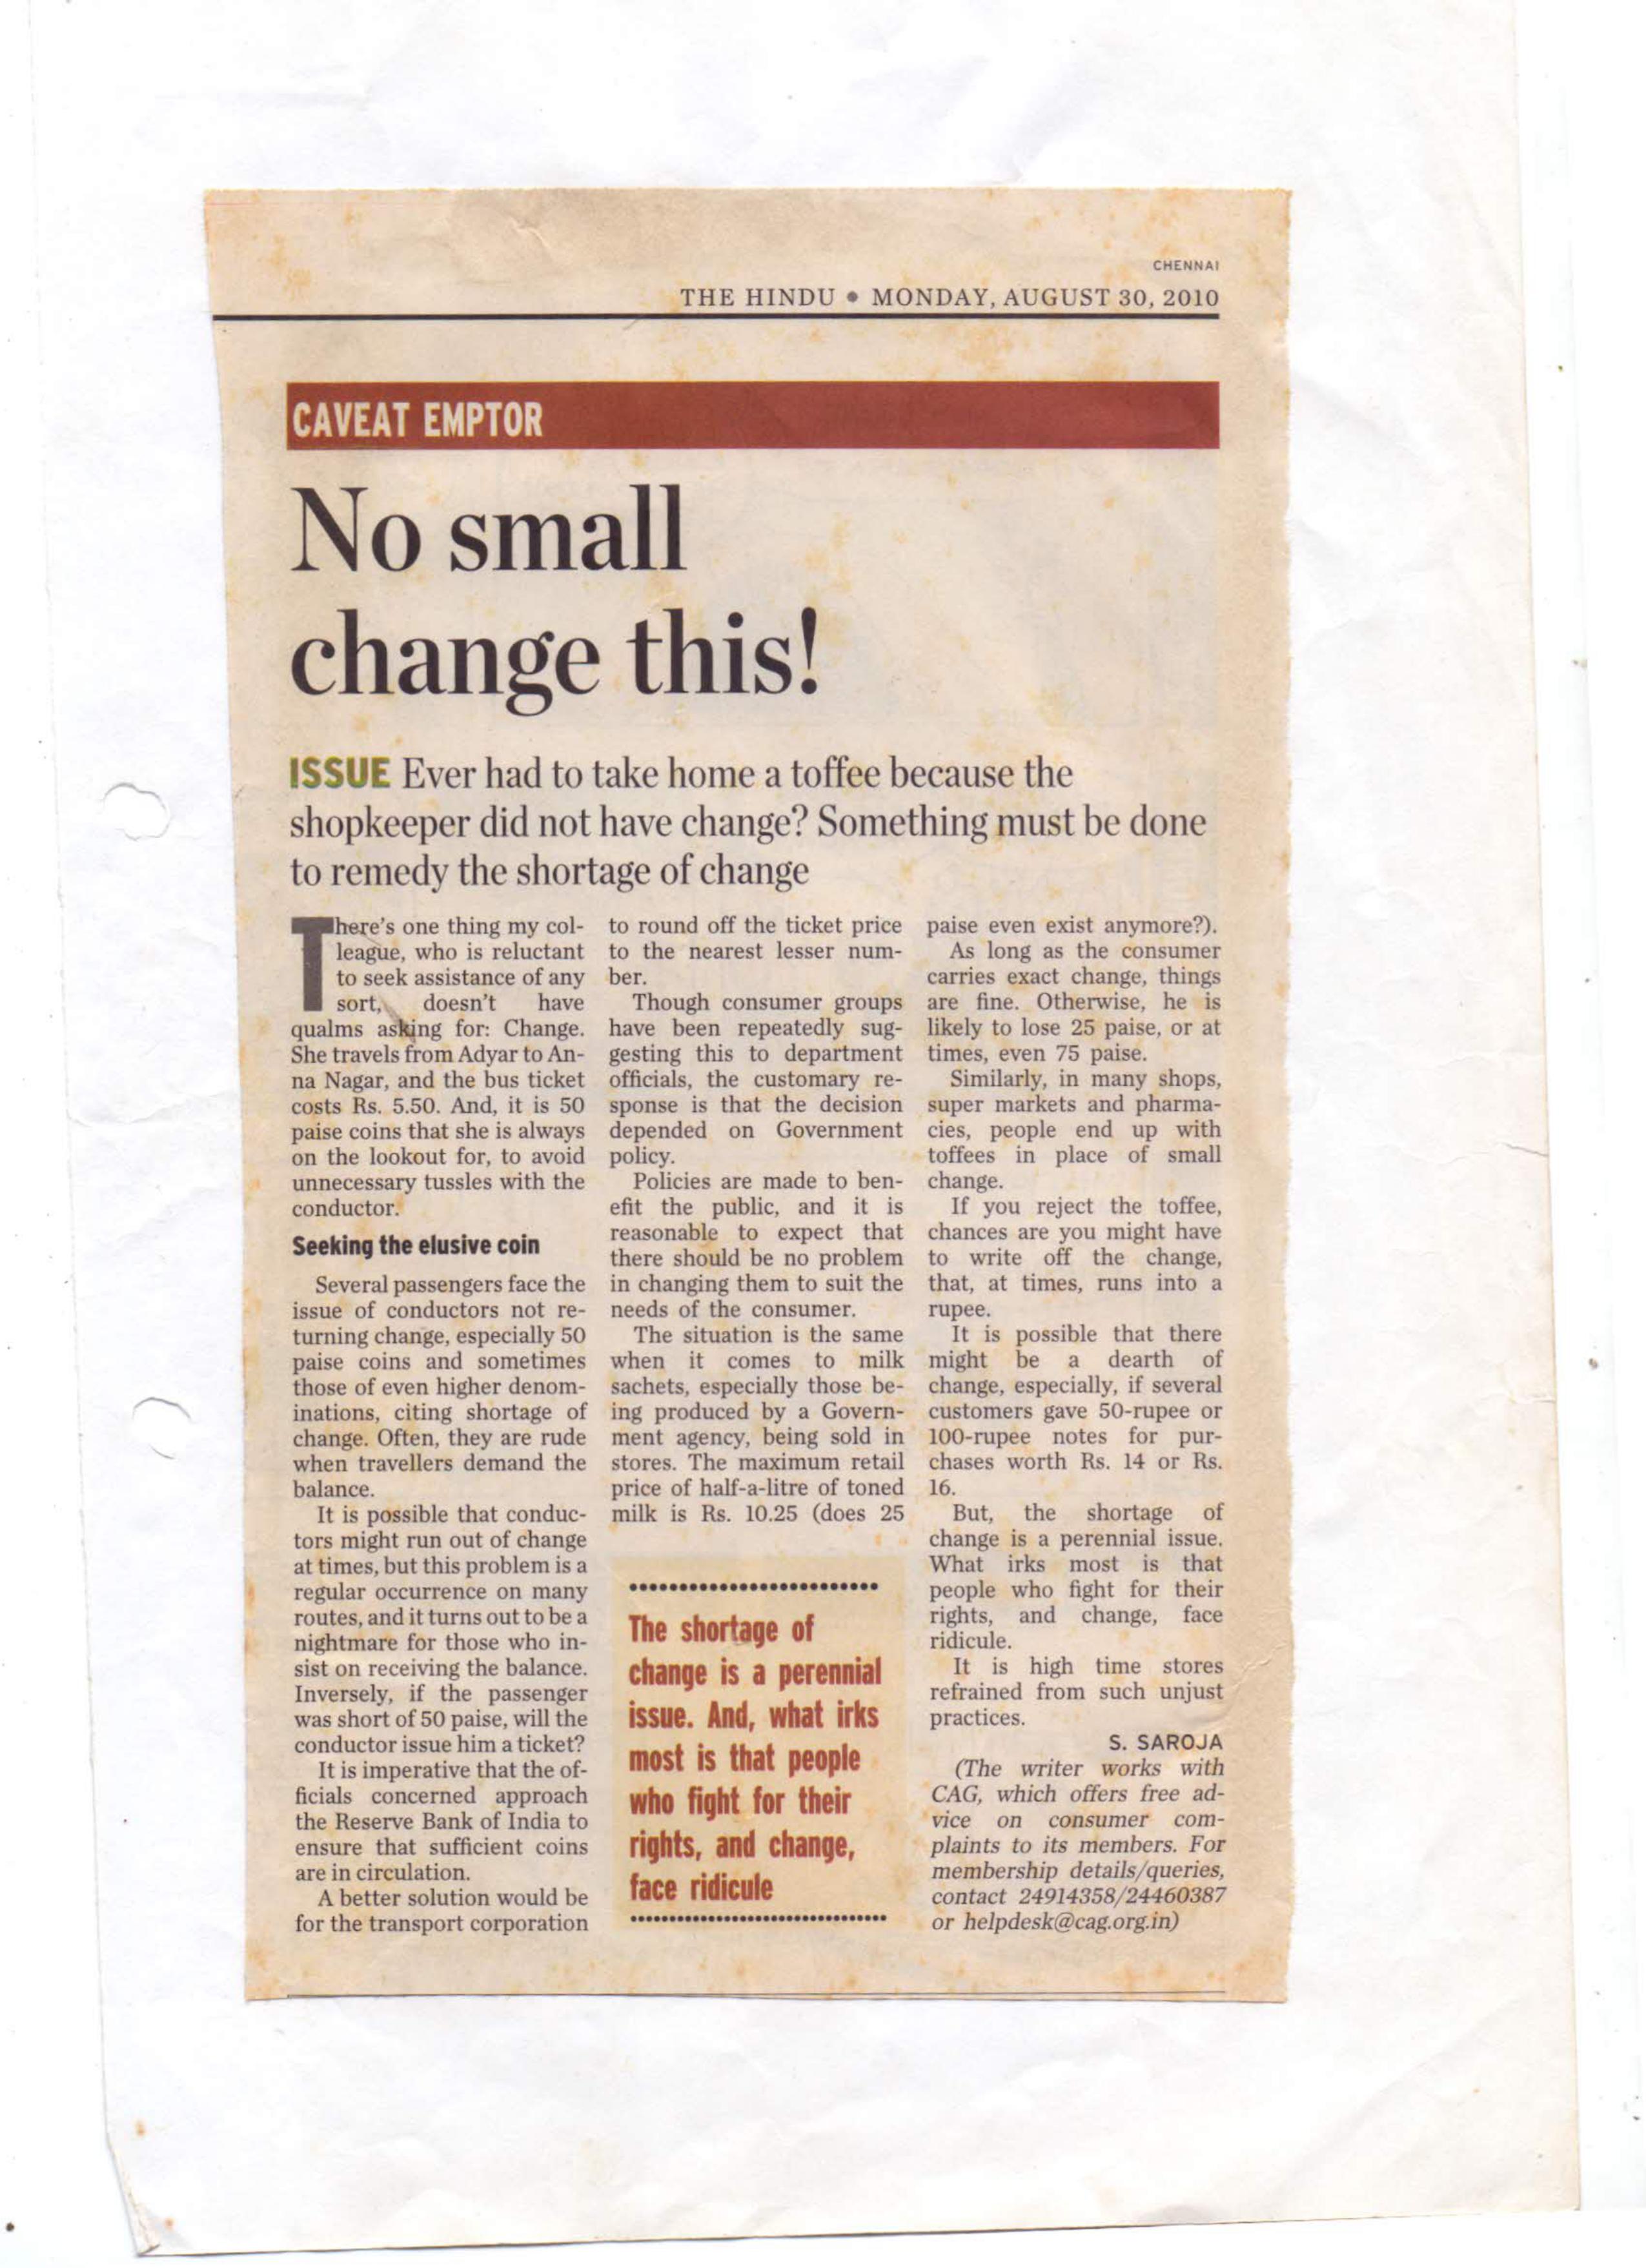 CHENNAI
THE HINDU • MONDAY, AUGUST 30, 2010
CAVEAT EMPTOR
No small
change this!
ISSUE Ever had to take home a toffee because the
shopkeeper did not have change? Something must be done
to remedy the shortage of change
There's one thing my col-
league, who is reluctant
to seek assistance of any
sort, doesn't have
qualms asking for: Change.
She travels from Adyar to An-
na Nagar, and the bus ticket
costs Rs. 5.50. And, it is 50
paise coins that she is always
on the lookout for, to avoid
unnecessary tussles with the
conductor.
Seeking the elusive coin
Several passengers face the
issue of conductors not re-
turning change, especially 50
paise coins and sometimes
those of even higher denom-
inations, citing shortage of
change. Often, they are rude
when travellers demand the
balance.
It is possible that conduc-
tors might run out of change
at times, but this problem is a
regular occurrence on many
routes, and it turns out to be a
nightmare for those who in-
sist on receiving the balance.
Inversely, if the passenger
was short of 50 paise, will the
conductor issue him a ticket?
It is imperative that the of-
ficials concerned approach
the Reserve Bank of India to
ensure that sufficient coins
are in circulation.
A better solution would be
for the transport corporation
to round off the ticket price
to the nearest lesser num-
ber.
Though consumer groups
have been repeatedly sug-
gesting this to department
officials, the customary re-
sponse is that the decision
depended on Government
policy.
Policies are made to ben-
efit the public, and it is
reasonable to expect that
there should be no problem
in changing them to suit the
needs of the consumer.
The situation is the same
when it comes to milk
sachets, especially those be-
ing produced by a Govern-
ment agency, being sold in
stores. The maximum retail
price of half-a-litre of toned
milk is Rs. 10.25 (does 25
The shortage of
change is a perennial
issue. And, what irks
most is that people
who fight for their
rights, and change,
face ridicule
paise even exist anymore?).
As long as the consumer
carries exact change, things
are fine. Otherwise, he is
likely to lose 25 paise, or at
times, even 75 paise.
Similarly, in many shops,
super markets and pharma-
cies, people end up with
toffees in place of small
change.
If you reject the toffee,
chances are you might have
to write off the change,
that, at times, runs into a
rupee.
It is possible that there
might be a dearth of
change, especially, if several
customers gave 50-rupee or
100-rupee notes for pur-
chases worth Rs. 14 or Rs.
16.
But, the shortage of
change is a perennial issue.
What irks most is that
people who fight for their
rights, and change, face
ridicule.
It is high time stores
refrained from such unjust
practices.
S. SAROJA
(The writer works with
CAG, which offers free ad-
vice on consumer com-
plaints to its members. For
membership details/queries,
contact 24914358/24460387
or helpdesk@cag.org.in)